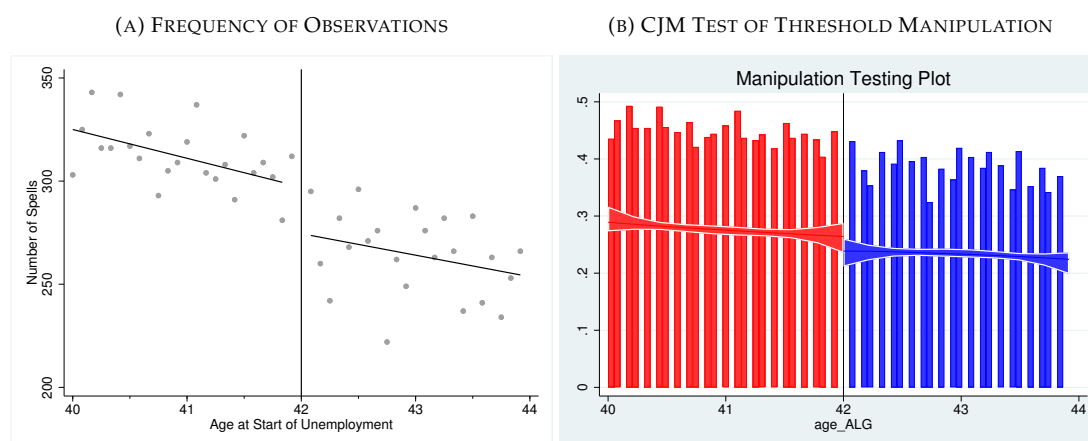 (A) FREQUENCY OF OBSERVATIONS
350
300
250
200
Number of Spells
40 41 42 43 44
Age at Start of Unemployment
(B) CJM TEST OF THRESHOLD MANIPULATION
Manipulation Testing Plot
.5
.4
.3
.2
.1
0
40 41 42 43 44
age_ALG